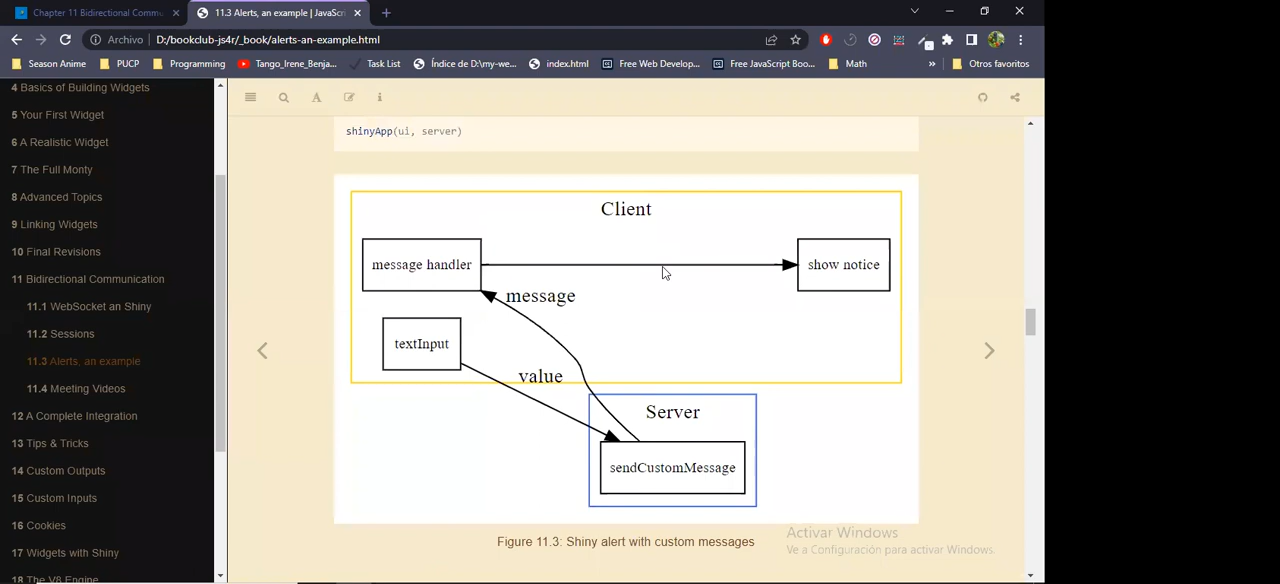 Chapter 11 Bidirectional Commu
11.3 Alerts, an example | JavaScri
Archivo
D:/bookclub-js4r/_book/alerts-an-example.html
Season Anime
PUCP
Programming
Tango_Irene_Benja...
Task List
Índice de D:\my-we...
index.html
Free Web Develop...
Free JavaScript Boo...
Math
»
Otros favoritos
4 Basics of Building Widgets
5 Your First Widget
6 A Realistic Widget
7 The Full Monty
8 Advanced Topics
9 Linking Widgets
10 Final Revisions
11 Bidirectional Communication
11.1 WebSocket an Shiny
11.2 Sessions
11.3 Alerts, an example
11.4 Meeting Videos
12 A Complete Integration
13 Tips & Tricks
14 Custom Outputs
15 Custom Inputs
16 Cookies
17 Widgets with Shiny
18 The V8 Engine
shinyApp(ui, server)
Client
message handler
show notice
message
textInput
value
Server
sendCustomMessage
Figure 11.3: Shiny alert with custom messages
Activar Windows
Ve a Configuración para activar Windows.